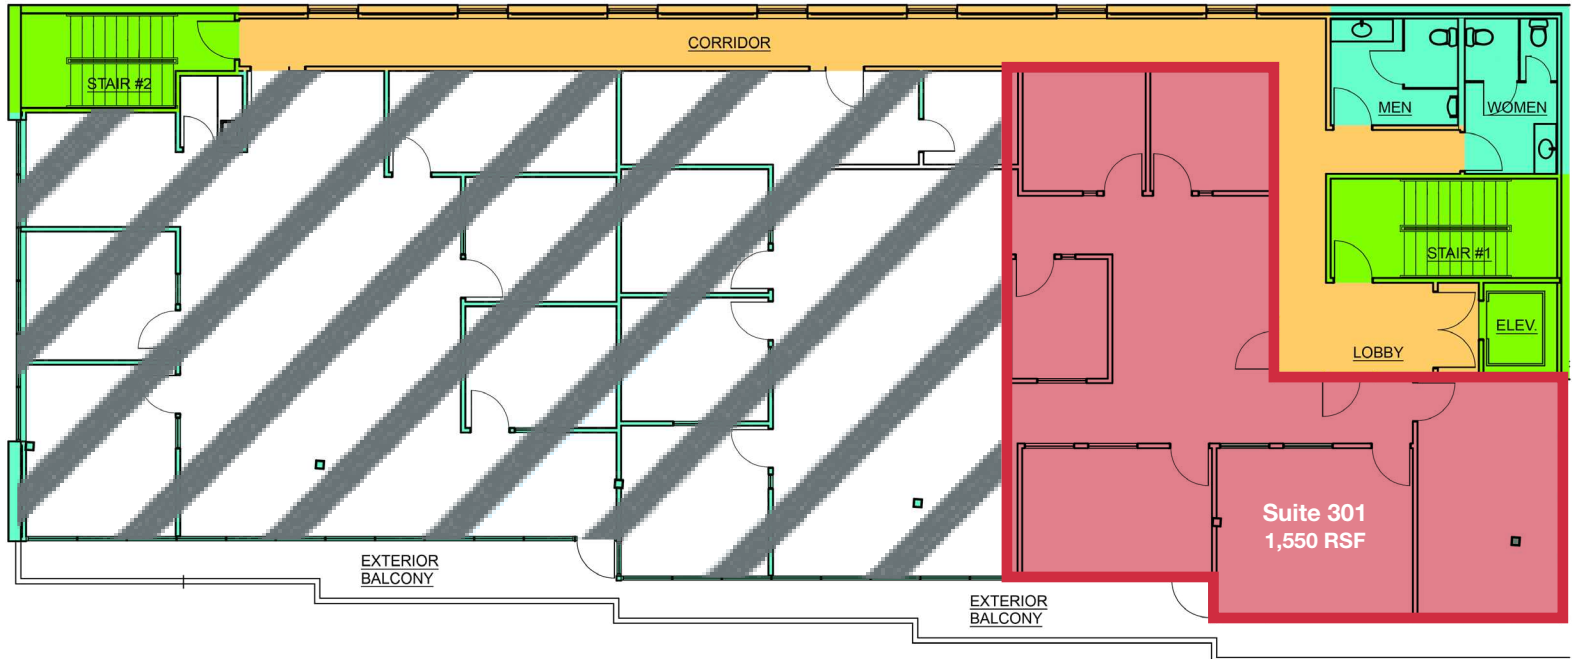 CORRIDOR
STAIR #2
MEN
WOMEN
STAIR #1
ELEV.
LOBBY
Suite 301
1,550 RSF
EXTERIOR
BALCONY
EXTERIOR
BALCONY